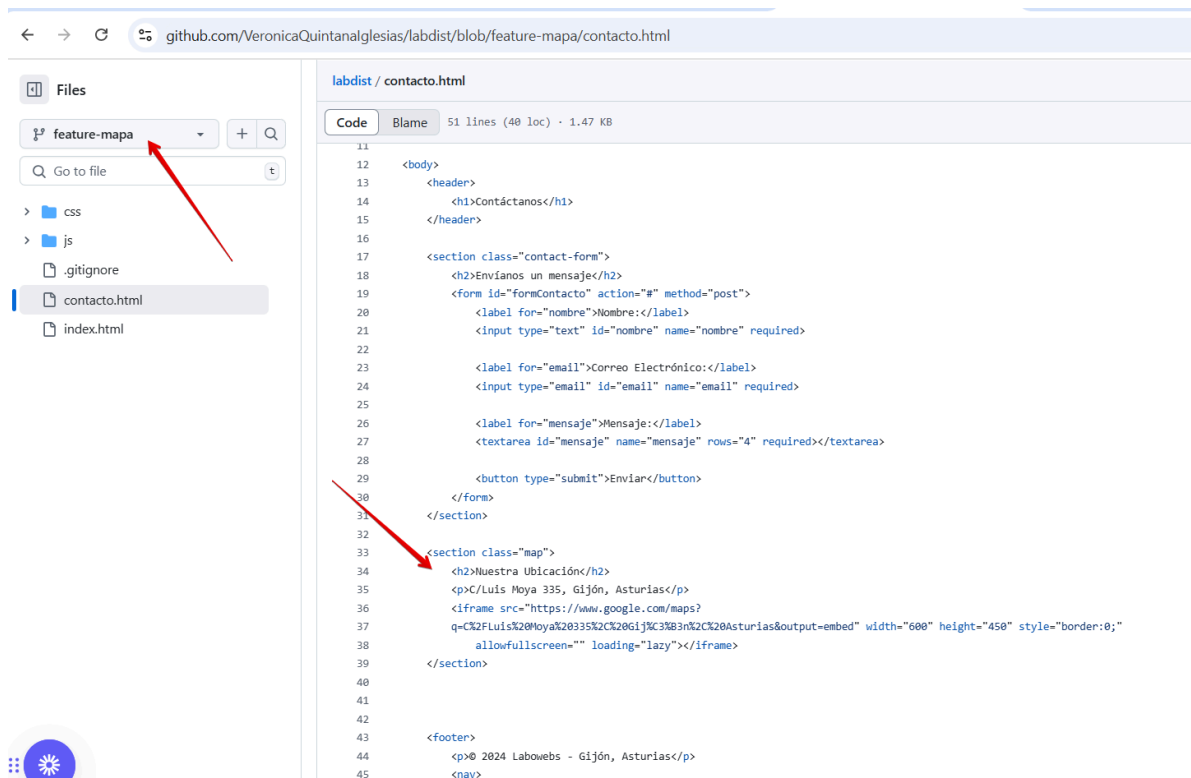 github.com/VeronicaQuintanaIglesias/labdist/blob/feature-mapa/contacto.html
Files
feature-mapa
Go to file
t
css
js
.gitignore
contacto.html
index.html
labdist / contacto.html
Code Blame 51 lines (40 loc) · 1.47 KB
11
12 <body>
13 <header>
14 <h1>Contáctanos</h1>
15 </header>
16
17 <section class="contact-form">
18 <h2>Envíanos un mensaje</h2>
19 <form id="formContacto" action="#" method="post">
20 <label for="nombre">Nombre:</label>
21 <input type="text" id="nombre" name="nombre" required>
22
23 <label for="email">Correo Electrónico:</label>
24 <input type="email" id="email" name="email" required>
25
26 <label for="mensaje">Mensaje:</label>
27 <textarea id="mensaje" name="mensaje" rows="4" required></textarea>
28
29 <button type="submit">Enviar</button>
30 </form>
31 </section>
32
33 <section class="map">
34 <h2>Nuestra Ubicación</h2>
35 <p>C/Luis Moya 335, Gijón, Asturias</p>
36 <iframe src="https://www.google.com/maps?
37 q=C%2FLuis%20Moya%20335%2C%20Gij%C3%B3n%2C%20Asturias&output=embed" width="600" height="450" style="border:0;"
38 allowfullscreen="" loading="lazy"></iframe>
39 </section>
40
41
42
43 <footer>
44 <p>© 2024 Labowebs - Gijón, Asturias</p>
45 <nav>